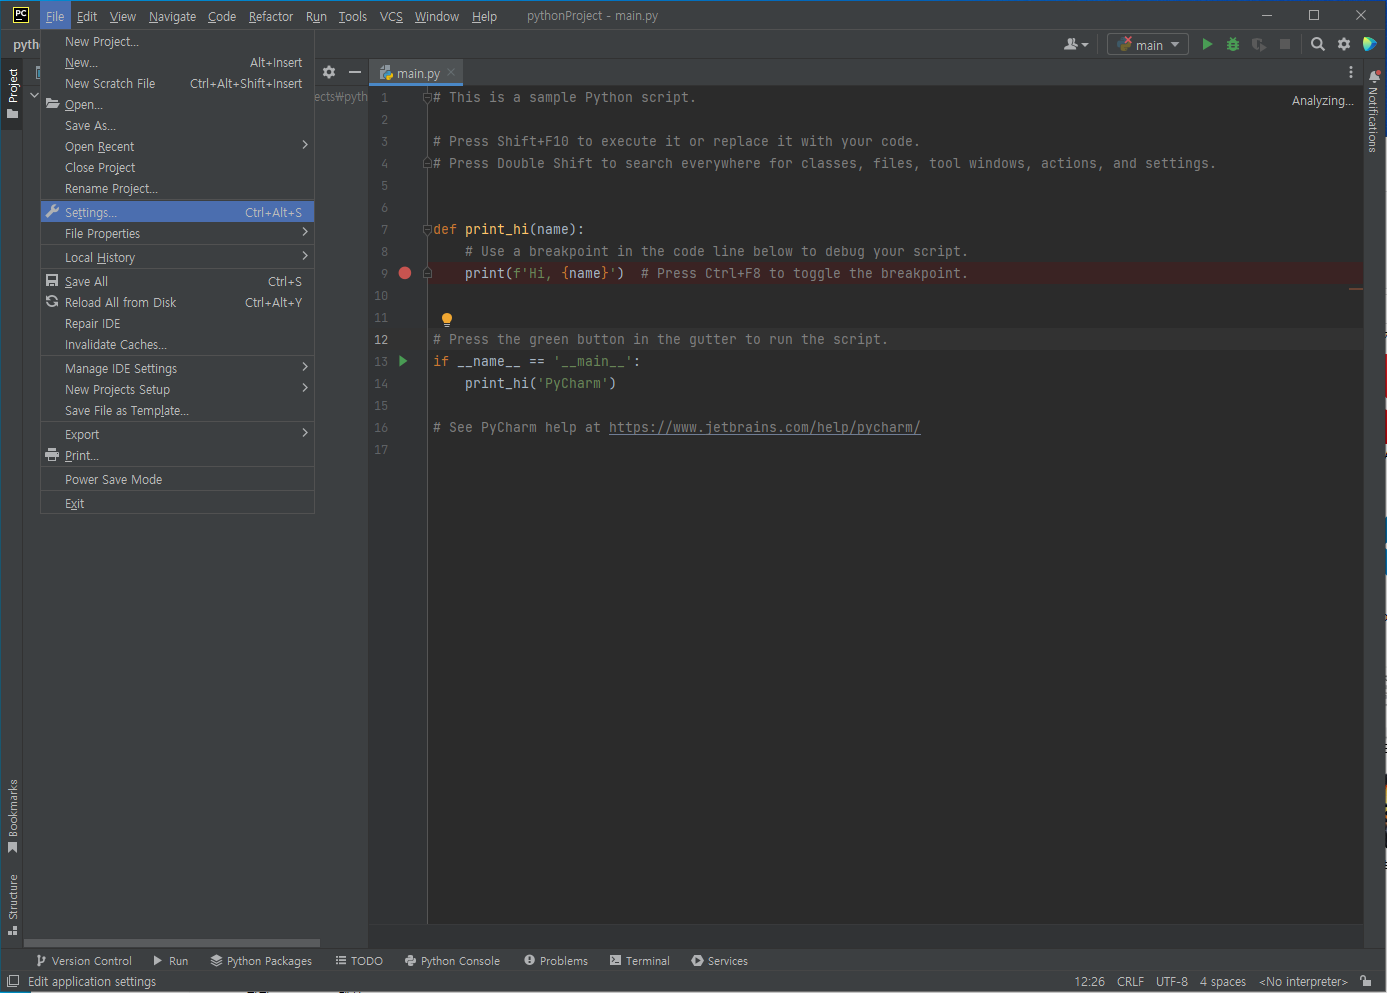 PC File Edit View Navigate Code Refactor Run Tools VCS Window Help pythonProject - main.py
pyth
main
New Project...
New... Alt+Insert
New Scratch File Ctrl+Alt+Shift+Insert
Open...
Save As...
Open Recent
Close Project
Rename Project...
Settings... Ctrl+Alt+S
File Properties
Local History
Save All Ctrl+S
Reload All from Disk Ctrl+Alt+Y
Repair IDE
Invalidate Caches...
Manage IDE Settings
New Projects Setup
Save File as Template...
Export
Print...
Power Save Mode
Exit
Project
ects₩pyth
main.py
Analyzing...
Notifications
1 # This is a sample Python script.
2
3 # Press Shift+F10 to execute it or replace it with your code.
4 # Press Double Shift to search everywhere for classes, files, tool windows, actions, and settings.
5
6
7 def print_hi(name):
8 # Use a breakpoint in the code line below to debug your script.
9 print(f'Hi, {name}') # Press Ctrl+F8 to toggle the breakpoint.
10
11
12 # Press the green button in the gutter to run the script.
13 if __name__ == '__main__':
14 print_hi('PyCharm')
15
16 # See PyCharm help at https://www.jetbrains.com/help/pycharm/
17
Bookmarks
Structure
Version Control Run Python Packages TODO Python Console Problems Terminal Services
Edit application settings 12:26 CRLF UTF-8 4 spaces <No interpreter>